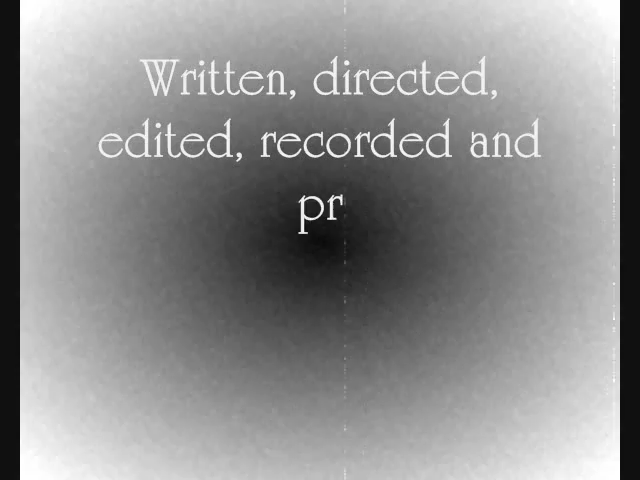 Written, directed,
edited, recorded and
pr